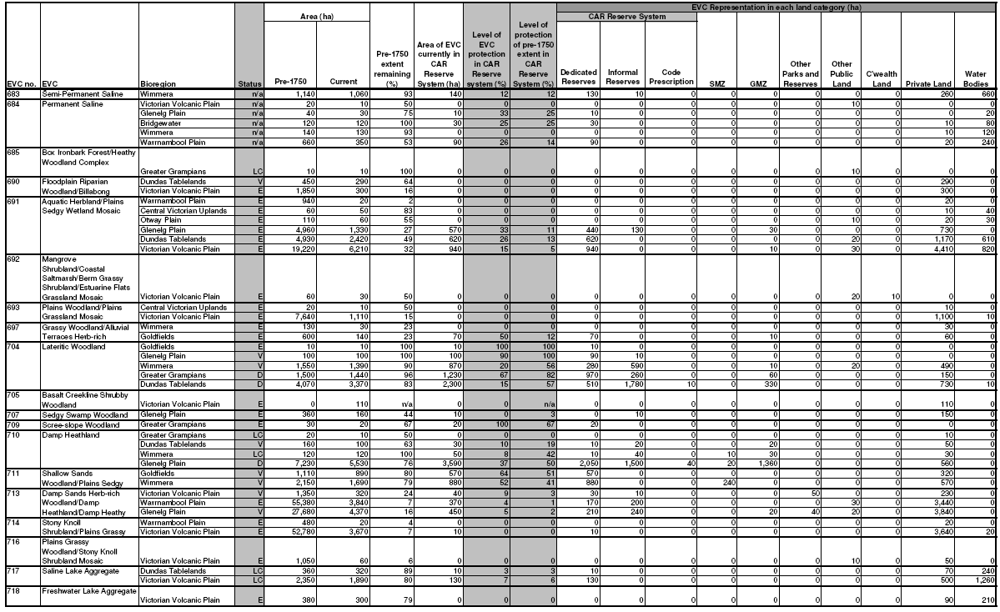 EVC Representation in each land category (ha)
Area (ha) CAR Reserve System
EVC no. EVC Bioregion Status Pre-1750 Current Pre-1750 extent remaining (%) Area of EVC currently in CAR Reserve System (ha) Level of EVC protection in CAR Reserve system (%) Level of protection of pre-1750 extent in CAR Reserve System (%) Dedicated Reserves Informal Reserves Code Prescription SMZ GMZ Other Parks and Reserves Other Public Land C'wealth Land Private Land Water Bodies
683 Semi-Permanent Saline Wimmera n/a 1,140 1,060 93 140 12 12 130 10 0 0 0 0 0 0 260 660
684 Permanent Saline Victorian Volcanic Plain n/a 20 10 50 0 0 0 0 0 0 0 0 0 10 0 0 0
Glenelg Plain n/a 40 30 75 10 33 25 10 0 0 0 0 0 0 0 0 20
Bridgewater n/a 120 120 100 30 25 25 30 0 0 0 0 0 0 0 10 80
Wimmera n/a 140 130 93 0 0 0 0 0 0 0 0 0 0 0 10 120
Warrnambool Plain n/a 660 350 53 90 26 14 90 0 0 0 0 0 0 0 20 240
685 Box Ironbark Forest/Heathy
Woodland Complex
Greater Grampians LC 10 10 100 0 0 0 0 0 0 0 0 0 10 0 0 0
690 Floodplain Riparian Dundas Tablelands V 450 290 64 0 0 0 0 0 0 0 0 0 0 0 290 0
Woodland/Billabong Victorian Volcanic Plain E 1,850 300 16 0 0 0 0 0 0 0 0 0 0 0 300 0
691 Aquatic Herbland/Plains Warrnambool Plain E 940 20 2 0 0 0 0 0 0 0 0 0 0 0 20 0
Sedgy Wetland Mosaic Central Victorian Uplands E 60 50 83 0 0 0 0 0 0 0 0 0 0 0 10 40
Otway Plain E 110 60 55 0 0 0 0 0 0 0 0 0 10 0 20 30
Glenelg Plain E 4,960 1,330 27 570 33 11 440 130 0 0 30 0 0 0 730 0
Dundas Tablelands E 4,930 2,420 49 620 26 13 620 0 0 0 0 0 20 0 1,170 610
Victorian Volcanic Plain E 19,220 6,210 32 940 15 5 940 0 0 0 10 0 30 0 4,410 820
692 Mangrove
Shrubland/Coastal
Saltmarsh/Berm Grassy
Shrubland/Estuarine Flats
Grassland Mosaic Victorian Volcanic Plain E 60 30 50 0 0 0 0 0 0 0 0 0 20 10 0 0
693 Plains Woodland/Plains Central Victorian Uplands E 20 10 50 0 0 0 0 0 0 0 0 0 0 0 10 0
Grassland Mosaic Victorian Volcanic Plain E 7,640 1,110 15 0 0 0 0 0 0 0 0 0 0 0 1,100 10
697 Grassy Woodland/Alluvial Wimmera E 130 30 23 0 0 0 0 0 0 0 0 0 0 0 30 0
Terraces Herb-rich Goldfields E 600 140 23 70 50 12 70 0 0 0 10 0 0 0 60 0
704 Lateritic Woodland Goldfields E 10 10 100 10 100 100 10 0 0 0 0 0 0 0 0 0
Glenelg Plain V 100 100 100 100 90 100 90 10 0 0 0 0 0 0 0 0
Wimmera V 1,550 1,390 90 870 20 56 280 590 0 0 10 0 20 0 490 0
Greater Grampians D 1,500 1,440 96 1,230 67 82 970 260 0 0 60 0 0 0 150 0
Dundas Tablelands D 4,070 3,370 83 2,300 15 57 510 1,780 10 0 330 0 0 0 730 10
705 Basalt Creekline Shrubby
Woodland Victorian Volcanic Plain E 0 110 n/a 0 0 n/a 0 0 0 0 0 0 0 0 110 0
707 Sedgy Swamp Woodland Glenelg Plain E 360 160 44 10 0 3 0 10 0 0 0 0 0 0 150 0
709 Scree-slope Woodland Greater Grampians E 30 20 67 20 100 67 20 0 0 0 0 0 0 0 0 0
710 Damp Heathland Greater Grampians LC 20 10 50 0 0 0 0 0 0 0 0 0 0 0 10 0
Dundas Tablelands V 160 100 63 30 10 19 10 20 0 0 20 0 0 0 50 0
Wimmera LC 120 120 100 50 8 42 10 40 0 10 30 0 0 0 30 0
Glenelg Plain D 7,230 5,530 76 3,590 37 50 2,050 1,500 40 20 1,360 0 0 0 560 0
711 Shallow Sands Goldfields V 1,110 890 80 570 64 51 570 0 0 0 0 0 0 0 320 0
Woodland/Plains Sedgy Wimmera V 2,150 1,690 79 880 52 41 880 0 0 240 0 0 0 0 570 0
713 Damp Sands Herb-rich Victorian Volcanic Plain V 1,350 320 24 40 9 3 30 10 0 0 0 50 0 0 230 0
Woodland/Damp Warrnambool Plain E 55,380 3,840 7 370 4 1 170 200 0 0 0 0 30 0 3,440 0
Heathland/Damp Heathy Glenelg Plain V 27,680 4,370 16 450 5 2 210 240 0 0 20 40 20 0 3,840 0
714 Stony Knoll Warrnambool Plain E 480 20 4 0 0 0 0 0 0 0 0 0 0 0 20 0
Shrubland/Plains Grassy Victorian Volcanic Plain E 52,780 3,670 7 10 0 0 10 0 0 0 0 0 0 0 3,640 20
716 Plains Grassy
Woodland/Stony Knoll
Shrubland Mosaic Victorian Volcanic Plain E 1,050 60 6 0 0 0 0 0 0 0 0 0 10 0 50 0
717 Saline Lake Aggregate Dundas Tablelands LC 360 320 89 10 3 3 10 0 0 0 0 0 0 0 70 240
Victorian Volcanic Plain LC 2,350 1,890 80 130 7 6 130 0 0 0 0 0 0 0 500 1,260
718 Freshwater Lake Aggregate
Victorian Volcanic Plain E 380 300 79 0 0 0 0 0 0 0 0 0 0 0 90 210